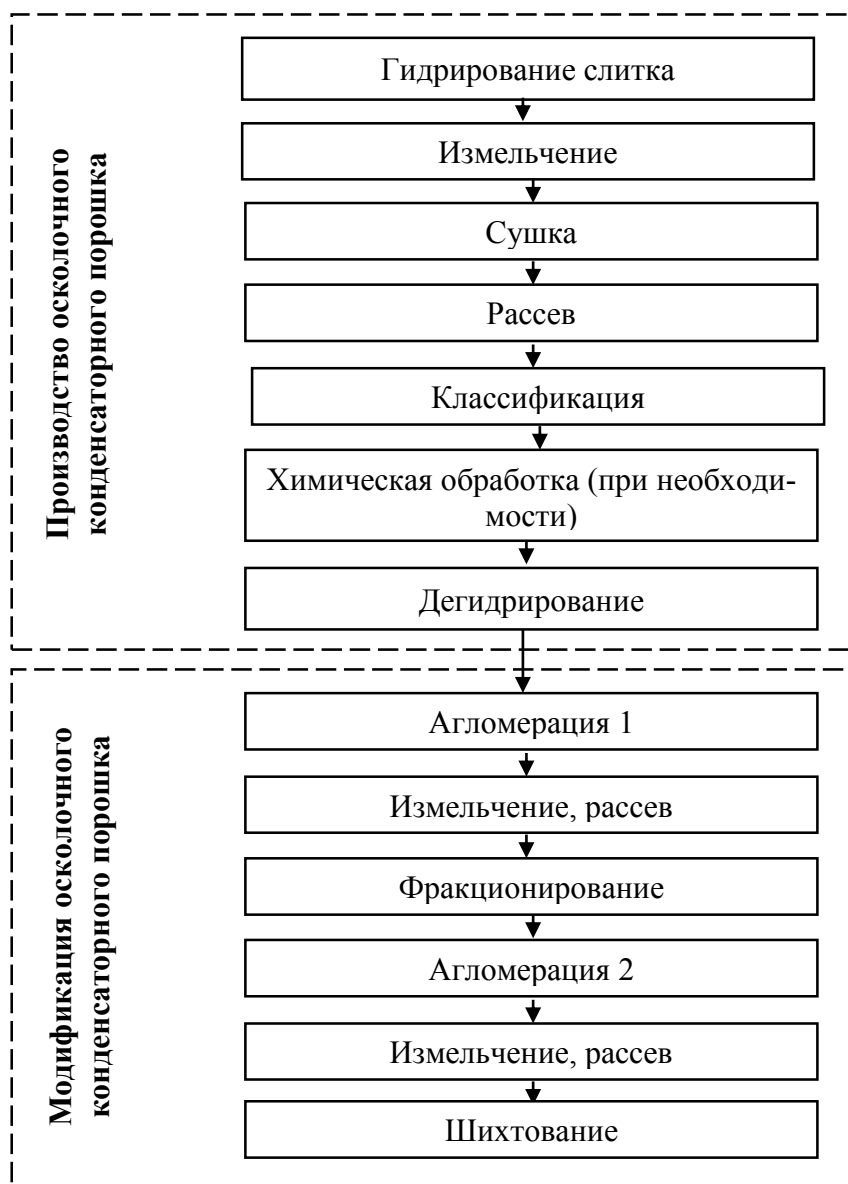 Производство осколочного
конденсаторного порошка
Гидрирование слитка
Измельчение
Сушка
Рассев
Классификация
Химическая обработка (при необходи-
мости)
Дегидрирование
Модификация осколочного
конденсаторного порошка
Агломерация 1
Измельчение, рассев
Фракционирование
Агломерация 2
Измельчение, рассев
Шихтование